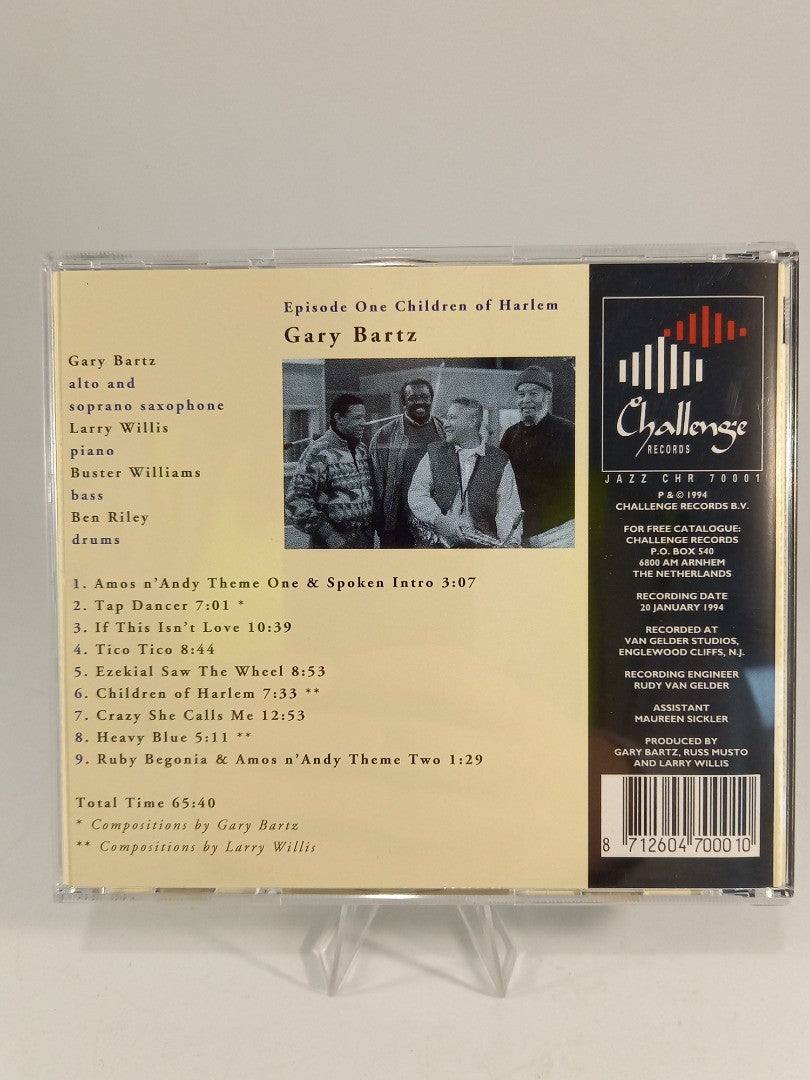 Episode One Children of Harlem
Gary Bartz
Gary Bartz
alto and
soprano saxophone
Larry Willis
piano
Buster Williams
bass
Ben Riley
drums
1. Amos n'Andy Theme One & Spoken Intro 3:07
2. Tap Dancer 7:01 *
3. If This Isn't Love 10:39
4. Tico Tico 8:44
5. Ezekial Saw The Wheel 8:53
6. Children of Harlem 7:33 **
7. Crazy She Calls Me 12:53
8. Heavy Blue 5:11 **
9. Ruby Begonia & Amos n'Andy Theme Two 1:29
Total Time 65:40
* Compositions by Gary Bartz
** Compositions by Larry Willis
Challenge
RECORDS
JAZZ CHR 70001
P & © 1994
CHALLENGE RECORDS B.V.
FOR FREE CATALOGUE:
CHALLENGE RECORDS
P.O. BOX 540
6800 AM ARNHEM
THE NETHERLANDS
RECORDING DATE
20 JANUARY 1994
RECORDED AT
VAN GELDER STUDIOS,
ENGLEWOOD CLIFFS, N.J.
RECORDING ENGINEER
RUDY VAN GELDER
ASSISTANT
MAUREEN SICKLER
PRODUCED BY
GARY BARTZ, RUSS MUSTO
AND LARRY WILLIS
8 712604 700010